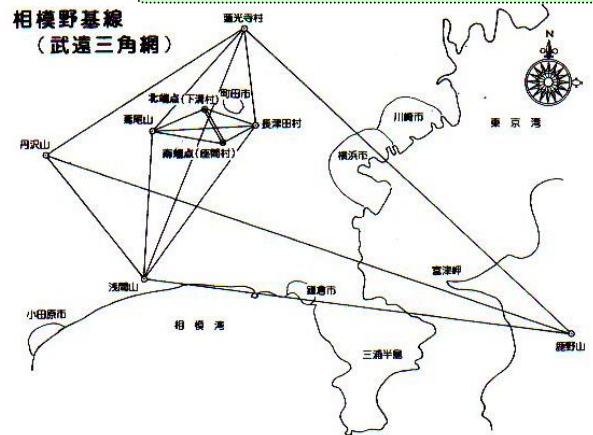 相模野基線
（武遠三角網）
蓮光寺村
N
北端点(下溝村)
町田市
川崎市
東京湾
鳶尾山
長津田村
丹沢山
南端点(座間村)
横浜市
富津岬
浅間山
鎌倉市
小田原市
相模湾
三浦半島
鹿野山